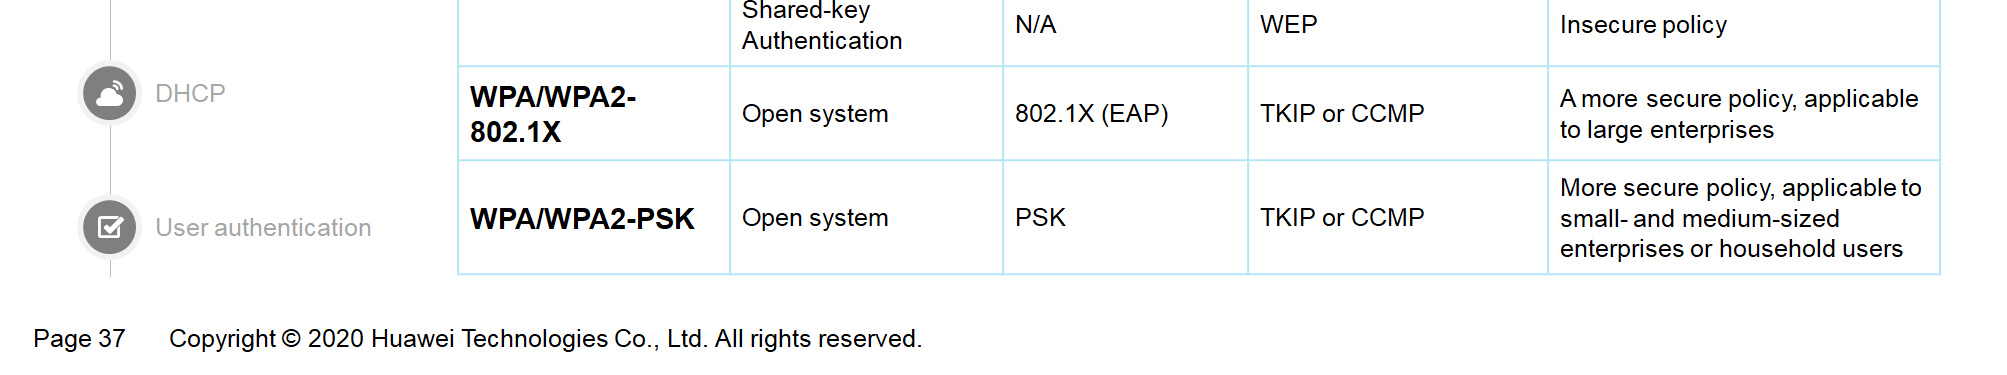 Shared-key
Authentication
N/A
WEP
Insecure policy
DHCP
WPA/WPA2-
802.1X
Open system
802.1X (EAP)
TKIP or CCMP
A more secure policy, applicable
to large enterprises
User authentication
WPA/WPA2-PSK
Open system
PSK
TKIP or CCMP
More secure policy, applicable to
small- and medium-sized
enterprises or household users
Page 37 Copyright © 2020 Huawei Technologies Co., Ltd. All rights reserved.